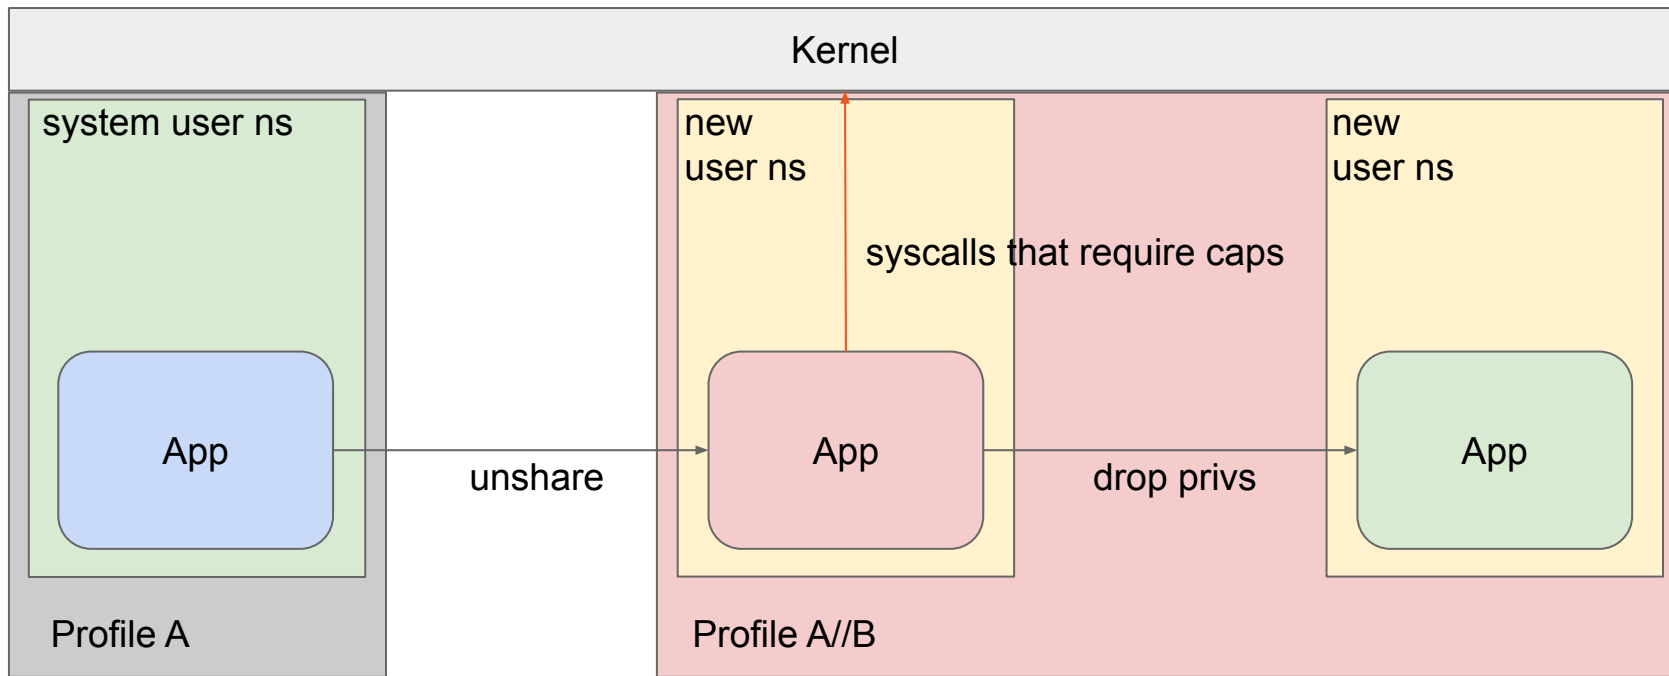 Kernel
system user ns
new
user ns
new
user ns
syscalls that require caps
App
App
App
unshare
drop privs
Profile A
Profile A//B